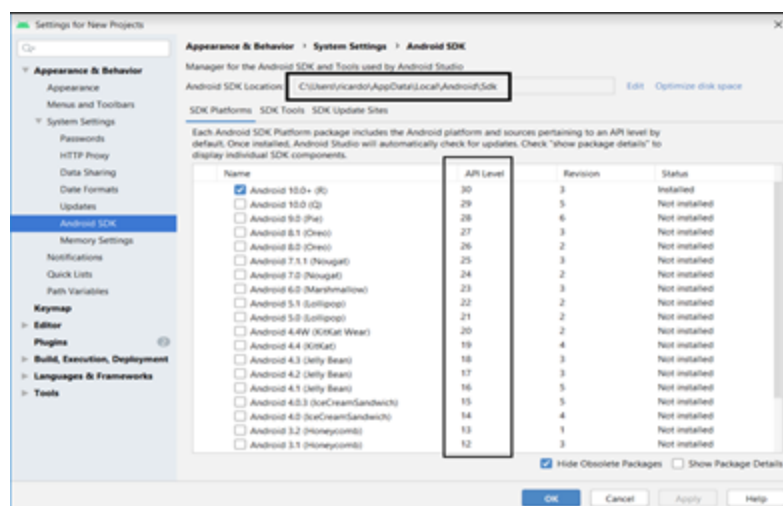 Settings for New Projects
Appearance & Behavior
Appearance
Menus and Toolbars
System Settings
Passwords
HTTP Proxy
Data Sharing
Date Formats
Updates
Android SDK
Memory Settings
Notifications
Quick Lists
Path Variables
Keymap
Editor
Plugins
Build, Execution, Deployment
Languages & Frameworks
Tools
Appearance & Behavior › System Settings › Android SDK
Manager for the Android SDK and Tools used by Android Studio
Android SDK Location: C:\Users\ricardo\AppData\Local\Android\Sdk Edit Optimize disk space
SDK Platforms SDK Tools SDK Update Sites
Each Android SDK Platform package includes the Android platform and sources pertaining to an API level by
default. Once installed, Android Studio will automatically check for updates. Check "show package details" to
display individual SDK components.
Name API Level Revision Status
Android 10.0+ (R) 30 3 Installed
Android 10.0 (Q) 29 5 Not installed
Android 9.0 (Pie) 28 6 Not installed
Android 8.1 (Oreo) 27 3 Not installed
Android 8.0 (Oreo) 26 2 Not installed
Android 7.1.1 (Nougat) 25 3 Not installed
Android 7.0 (Nougat) 24 2 Not installed
Android 6.0 (Marshmallow) 23 3 Not installed
Android 5.1 (Lollipop) 22 2 Not installed
Android 5.0 (Lollipop) 21 2 Not installed
Android 4.4W (KitKat Wear) 20 2 Not installed
Android 4.4 (KitKat) 19 4 Not installed
Android 4.3 (Jelly Bean) 18 3 Not installed
Android 4.2 (Jelly Bean) 17 3 Not installed
Android 4.1 (Jelly Bean) 16 5 Not installed
Android 4.0.3 (IceCreamSandwich) 15 5 Not installed
Android 4.0 (IceCreamSandwich) 14 4 Not installed
Android 3.2 (Honeycomb) 13 1 Not installed
Android 3.1 (Honeycomb) 12 3 Not installed
Hide Obsolete Packages Show Package Details
OK Cancel Apply Help